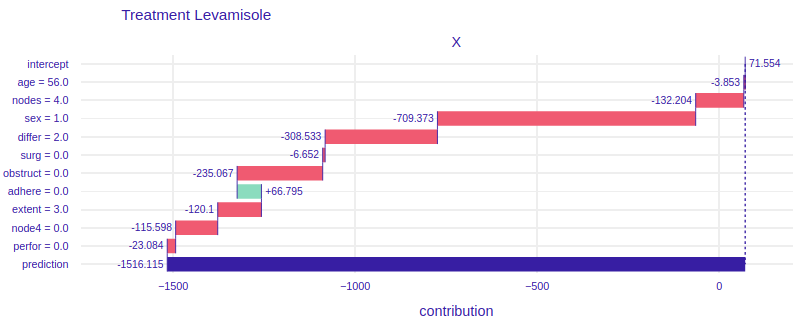 Treatment Levamisole
X
intercept 71.554
age = 56.0 -3.853
nodes = 4.0 -132.204
sex = 1.0 -709.373
differ = 2.0 -308.533
surg = 0.0 -6.652
obstruct = 0.0 -235.067
adhere = 0.0 +66.795
extent = 3.0 -120.1
node4 = 0.0 -115.598
perfor = 0.0 -23.084
prediction -1516.115
−1500 −1000 −500 0
contribution